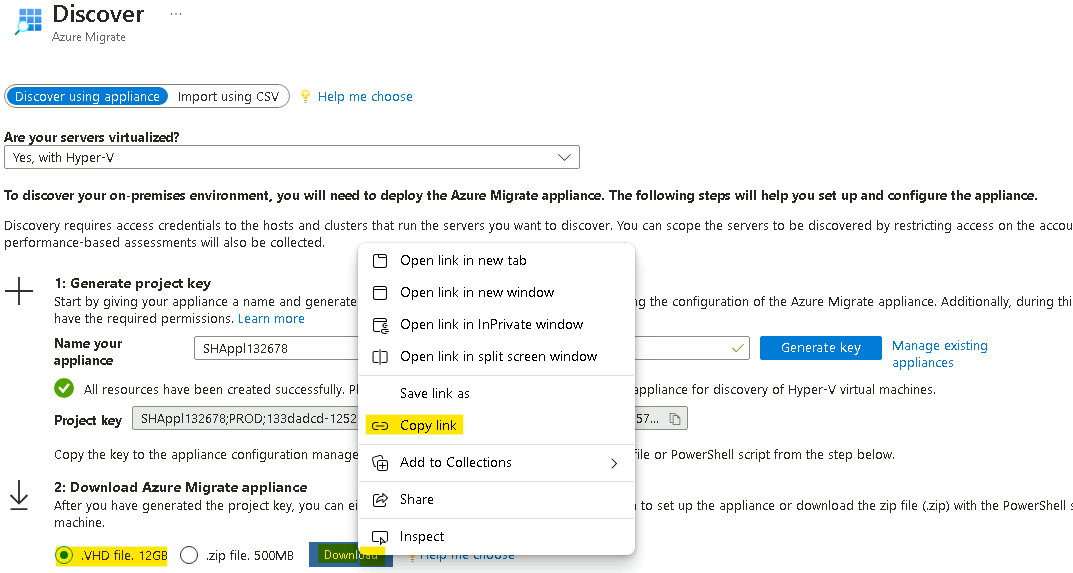 Discover
...
Azure Migrate
Discover using appliance Import using CSV Help me choose
Are your servers virtualized?
Yes, with Hyper-V
To discover your on-premises environment, you will need to deploy the Azure Migrate appliance. The following steps will help you set up and configure the appliance.
Discovery requires access credentials to the hosts and clusters that run the servers you want to discover. You can scope the servers to be discovered by restricting access on the accou
performance-based assessments will also be collected.
1: Generate project key
Start by giving your appliance a name and generate
ng the configuration of the Azure Migrate appliance. Additionally, during thi
have the required permissions. Learn more
Name your
appliance
SHAppl132678
Generate key
Manage existing
appliances
All resources have been created successfully. Pl
appliance for discovery of Hyper-V virtual machines.
Project key
SHAppl132678;PROD;133dadcd-1252
57...
Copy the key to the appliance configuration manage
file or PowerShell script from the step below.
2: Download Azure Migrate appliance
After you have generated the project key, you can ei
n to set up the appliance or download the zip file (.zip) with the PowerShell s
machine.
.VHD file. 12GB .zip file. 500MB Download Help me choose
Open link in new tab
Open link in new window
Open link in InPrivate window
Open link in split screen window
Save link as
Copy link
Add to Collections
Share
Inspect